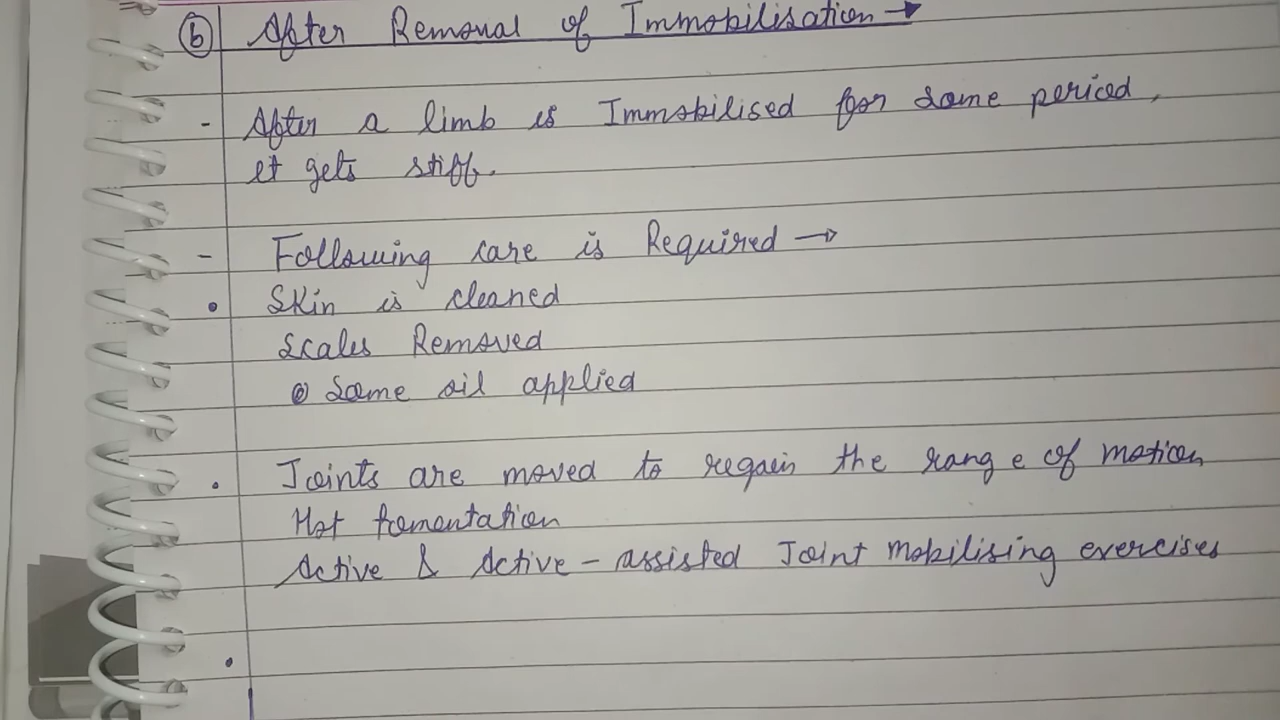 (b) After Removal of Immobilisation →
- After a limb is Immobilised for some period,
it gets stiff.
- Following care is Required →
• Skin is cleaned
Scales Removed
Some oil applied
• Joints are moved to regain the range of motion
Hot fomentation
Active & Active - assisted Joint mobilising exercises
•